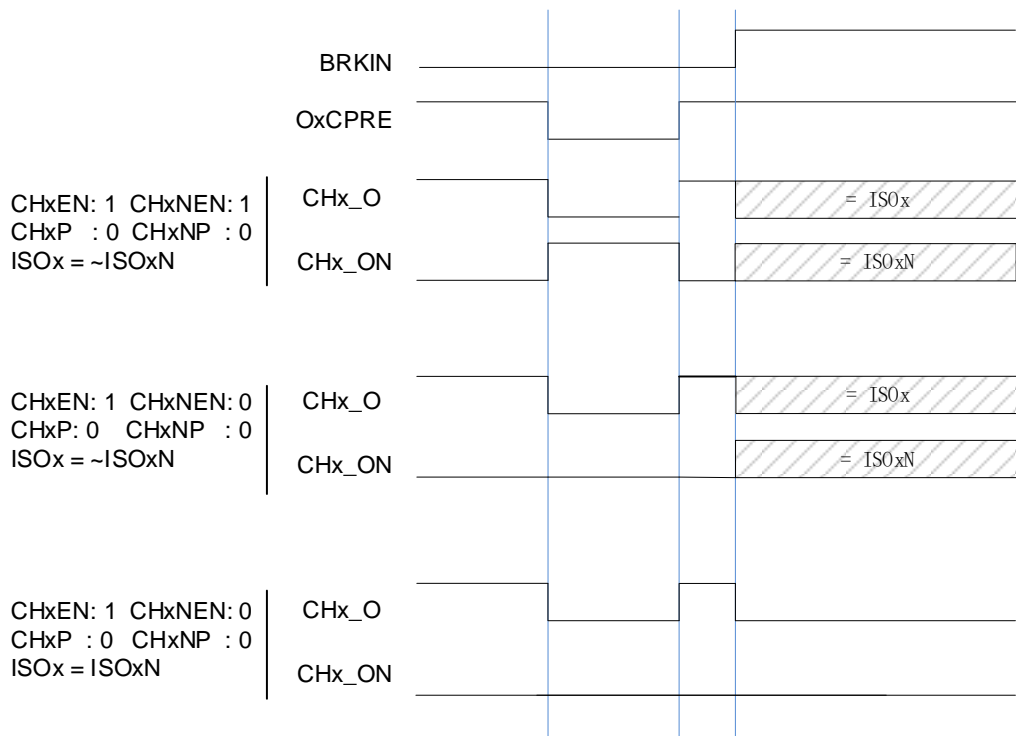 BRKIN
OxCPRE
CHxEN: 1 CHxNEN: 1
CHxP : 0 CHxNP : 0
ISOx = ~ISOxN
CHx_O
= ISOx
CHx_ON
= ISOxN
CHxEN: 1 CHxNEN: 0
CHxP: 0 CHxNP : 0
ISOx = ~ISOxN
CHx_O
= ISOx
CHx_ON
= ISOxN
CHxEN: 1 CHxNEN: 0
CHxP : 0 CHxNP : 0
ISOx = ISOxN
CHx_O
CHx_ON